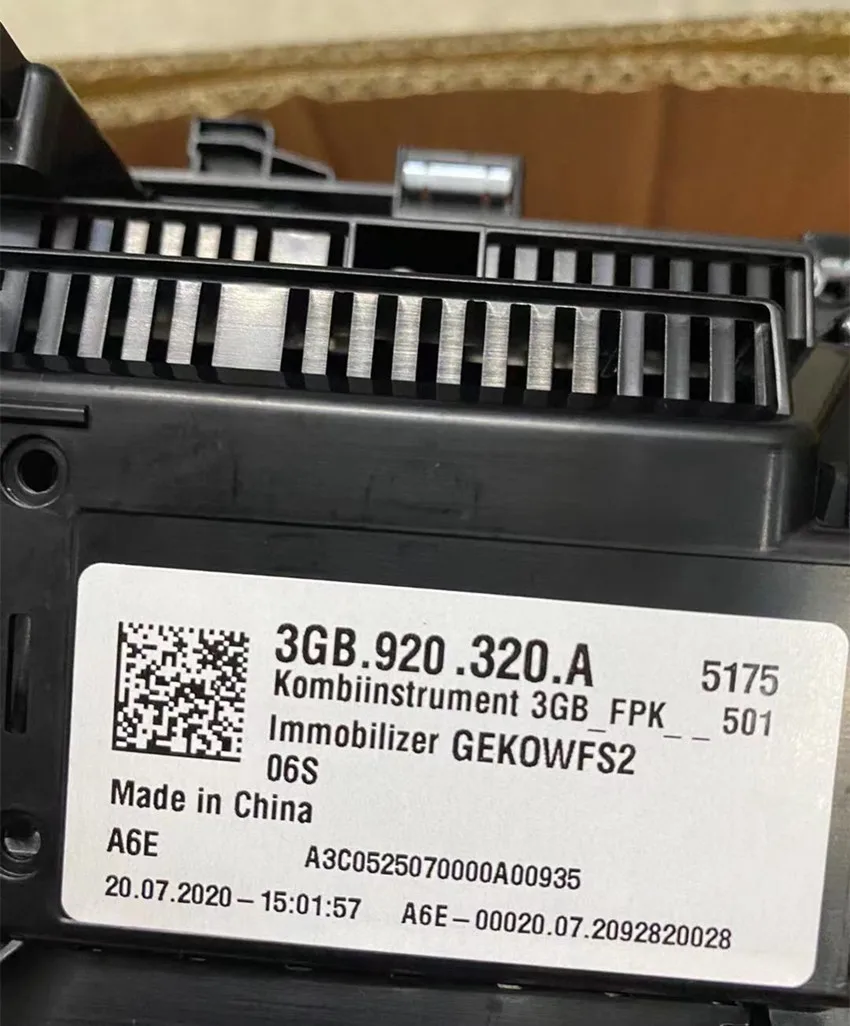 3GB.920.320.A 5175
Kombiinstrument 3GB_FPK_ _ 501
Immobilizer GEKOWFS2
06S
Made in China
A6E A3C0525070000A00935
20.07.2020-15:01:57 A6E-00020.07.2092820028